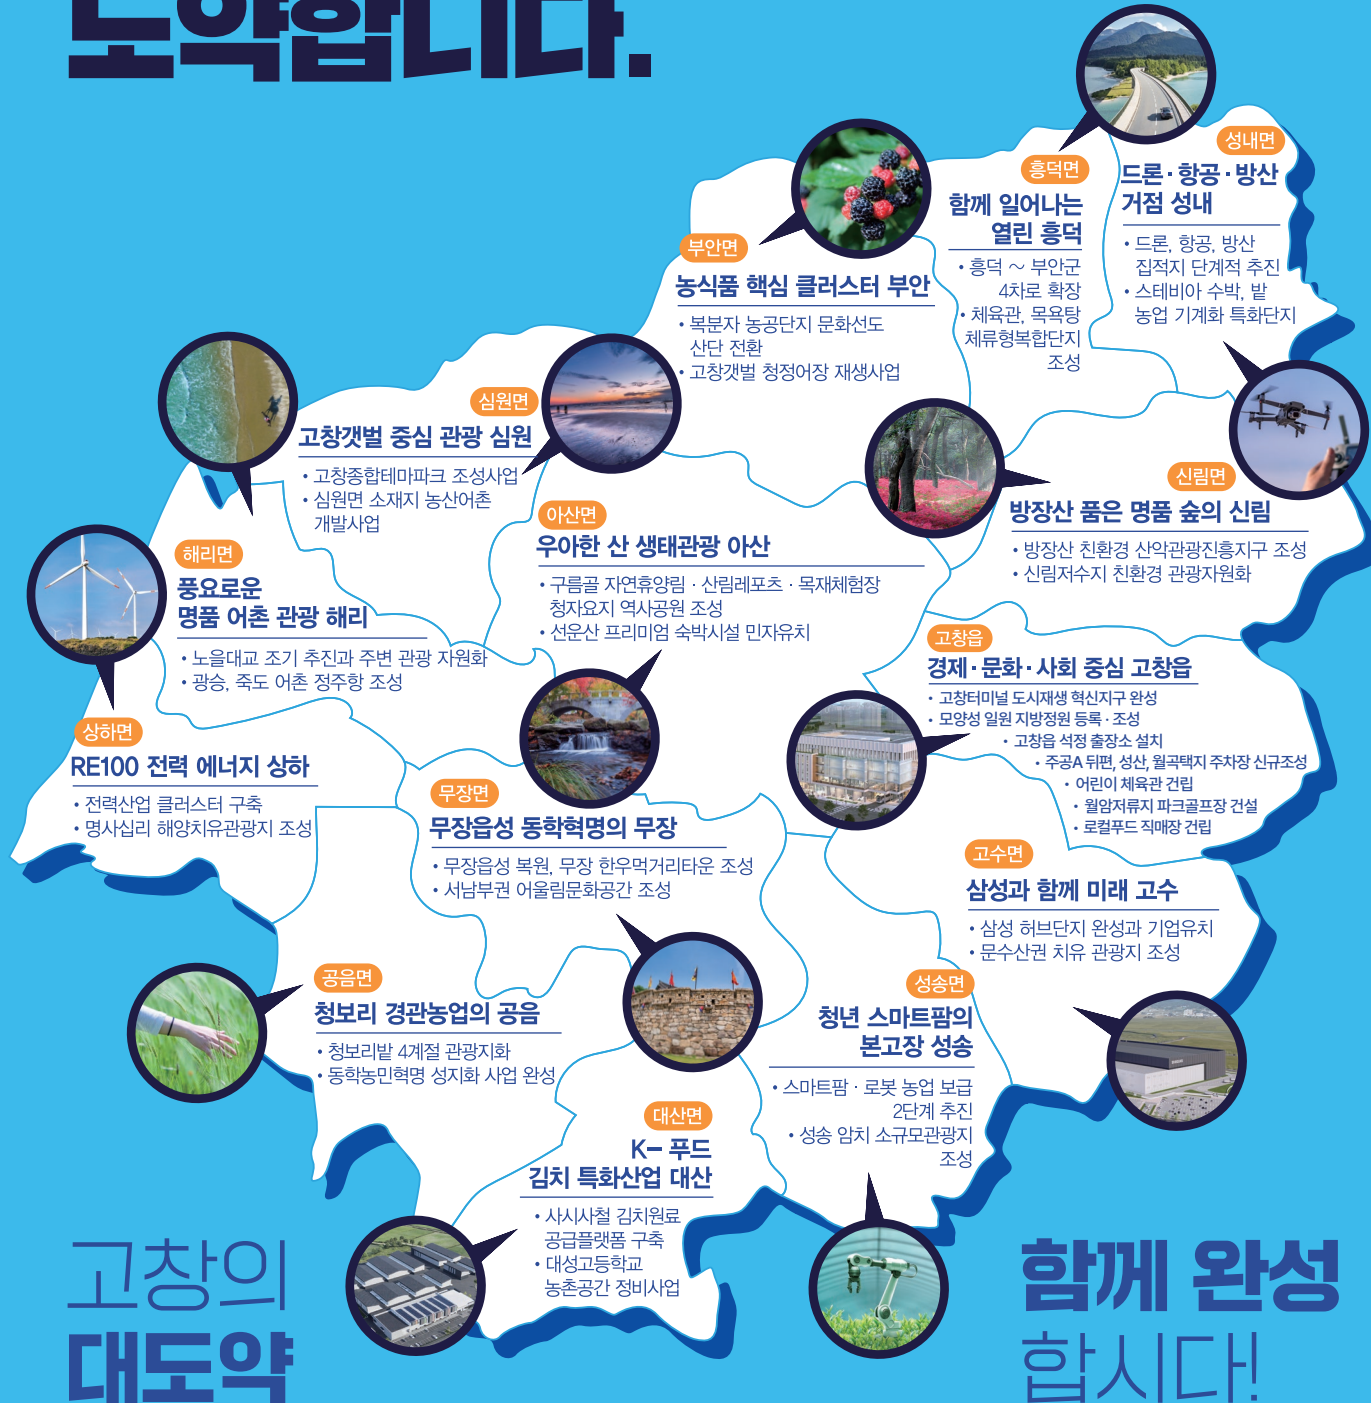 도약합니다.
성내면
드론·항공·방산
거점 성내
• 드론, 항공, 방산
집적지 단계적 추진
• 스테비아 수박, 밭
농업 기계화 특화단지
흥덕면
함께 일어나는
열린 흥덕
• 흥덕 ~ 부안군
4차로 확장
• 체육관, 목욕탕
체류형복합단지
조성
부안면
농식품 핵심 클러스터 부안
• 복분자 농공단지 문화선도
산단 전환
• 고창갯벌 청정어장 재생사업
심원면
고창갯벌 중심 관광 심원
• 고창종합테마파크 조성사업
• 심원면 소재지 농산어촌
개발사업
신림면
방장산 품은 명품 숲의 신림
• 방장산 친환경 산악관광진흥지구 조성
• 신림저수지 친환경 관광자원화
아산면
우아한 산 생태관광 아산
• 구름골 자연휴양림 · 산림레포츠 · 목재체험장
청자요지 역사공원 조성
• 선운산 프리미엄 숙박시설 민자유치
해리면
풍요로운
명품 어촌 관광 해리
• 노을대교 조기 추진과 주변 관광 자원화
• 광승, 죽도 어촌 정주항 조성
고창읍
경제·문화·사회 중심 고창읍
• 고창터미널 도시재생 혁신지구 완성
• 모양성 일원 지방정원 등록·조성
• 고창읍 석정 출장소 설치
• 주공A 뒤편, 성산, 월곡택지 주차장 신규조성
• 어린이 체육관 건립
• 월암저류지 파크골프장 건설
• 로컬푸드 직매장 건립
상하면
RE100 전력 에너지 상하
• 전력산업 클러스터 구축
• 명사십리 해양치유관광지 조성
무장면
무장읍성 동학혁명의 무장
• 무장읍성 복원, 무장 한우먹거리타운 조성
• 서남부권 어울림문화공간 조성
고수면
삼성과 함께 미래 고수
• 삼성 허브단지 완성과 기업유치
• 문수산권 치유 관광지 조성
공음면
청보리 경관농업의 공음
• 청보리밭 4계절 관광지화
• 동학농민혁명 성지화 사업 완성
성송면
청년 스마트팜의
본고장 성송
• 스마트팜 · 로봇 농업 보급
2단계 추진
• 성송 암치 소규모관광지
조성
대산면
K- 푸드
김치 특화산업 대산
• 사시사철 김치원료
공급플랫폼 구축
• 대성고등학교
농촌공간 정비사업
고창의
대도약
함께 완성
합시다!